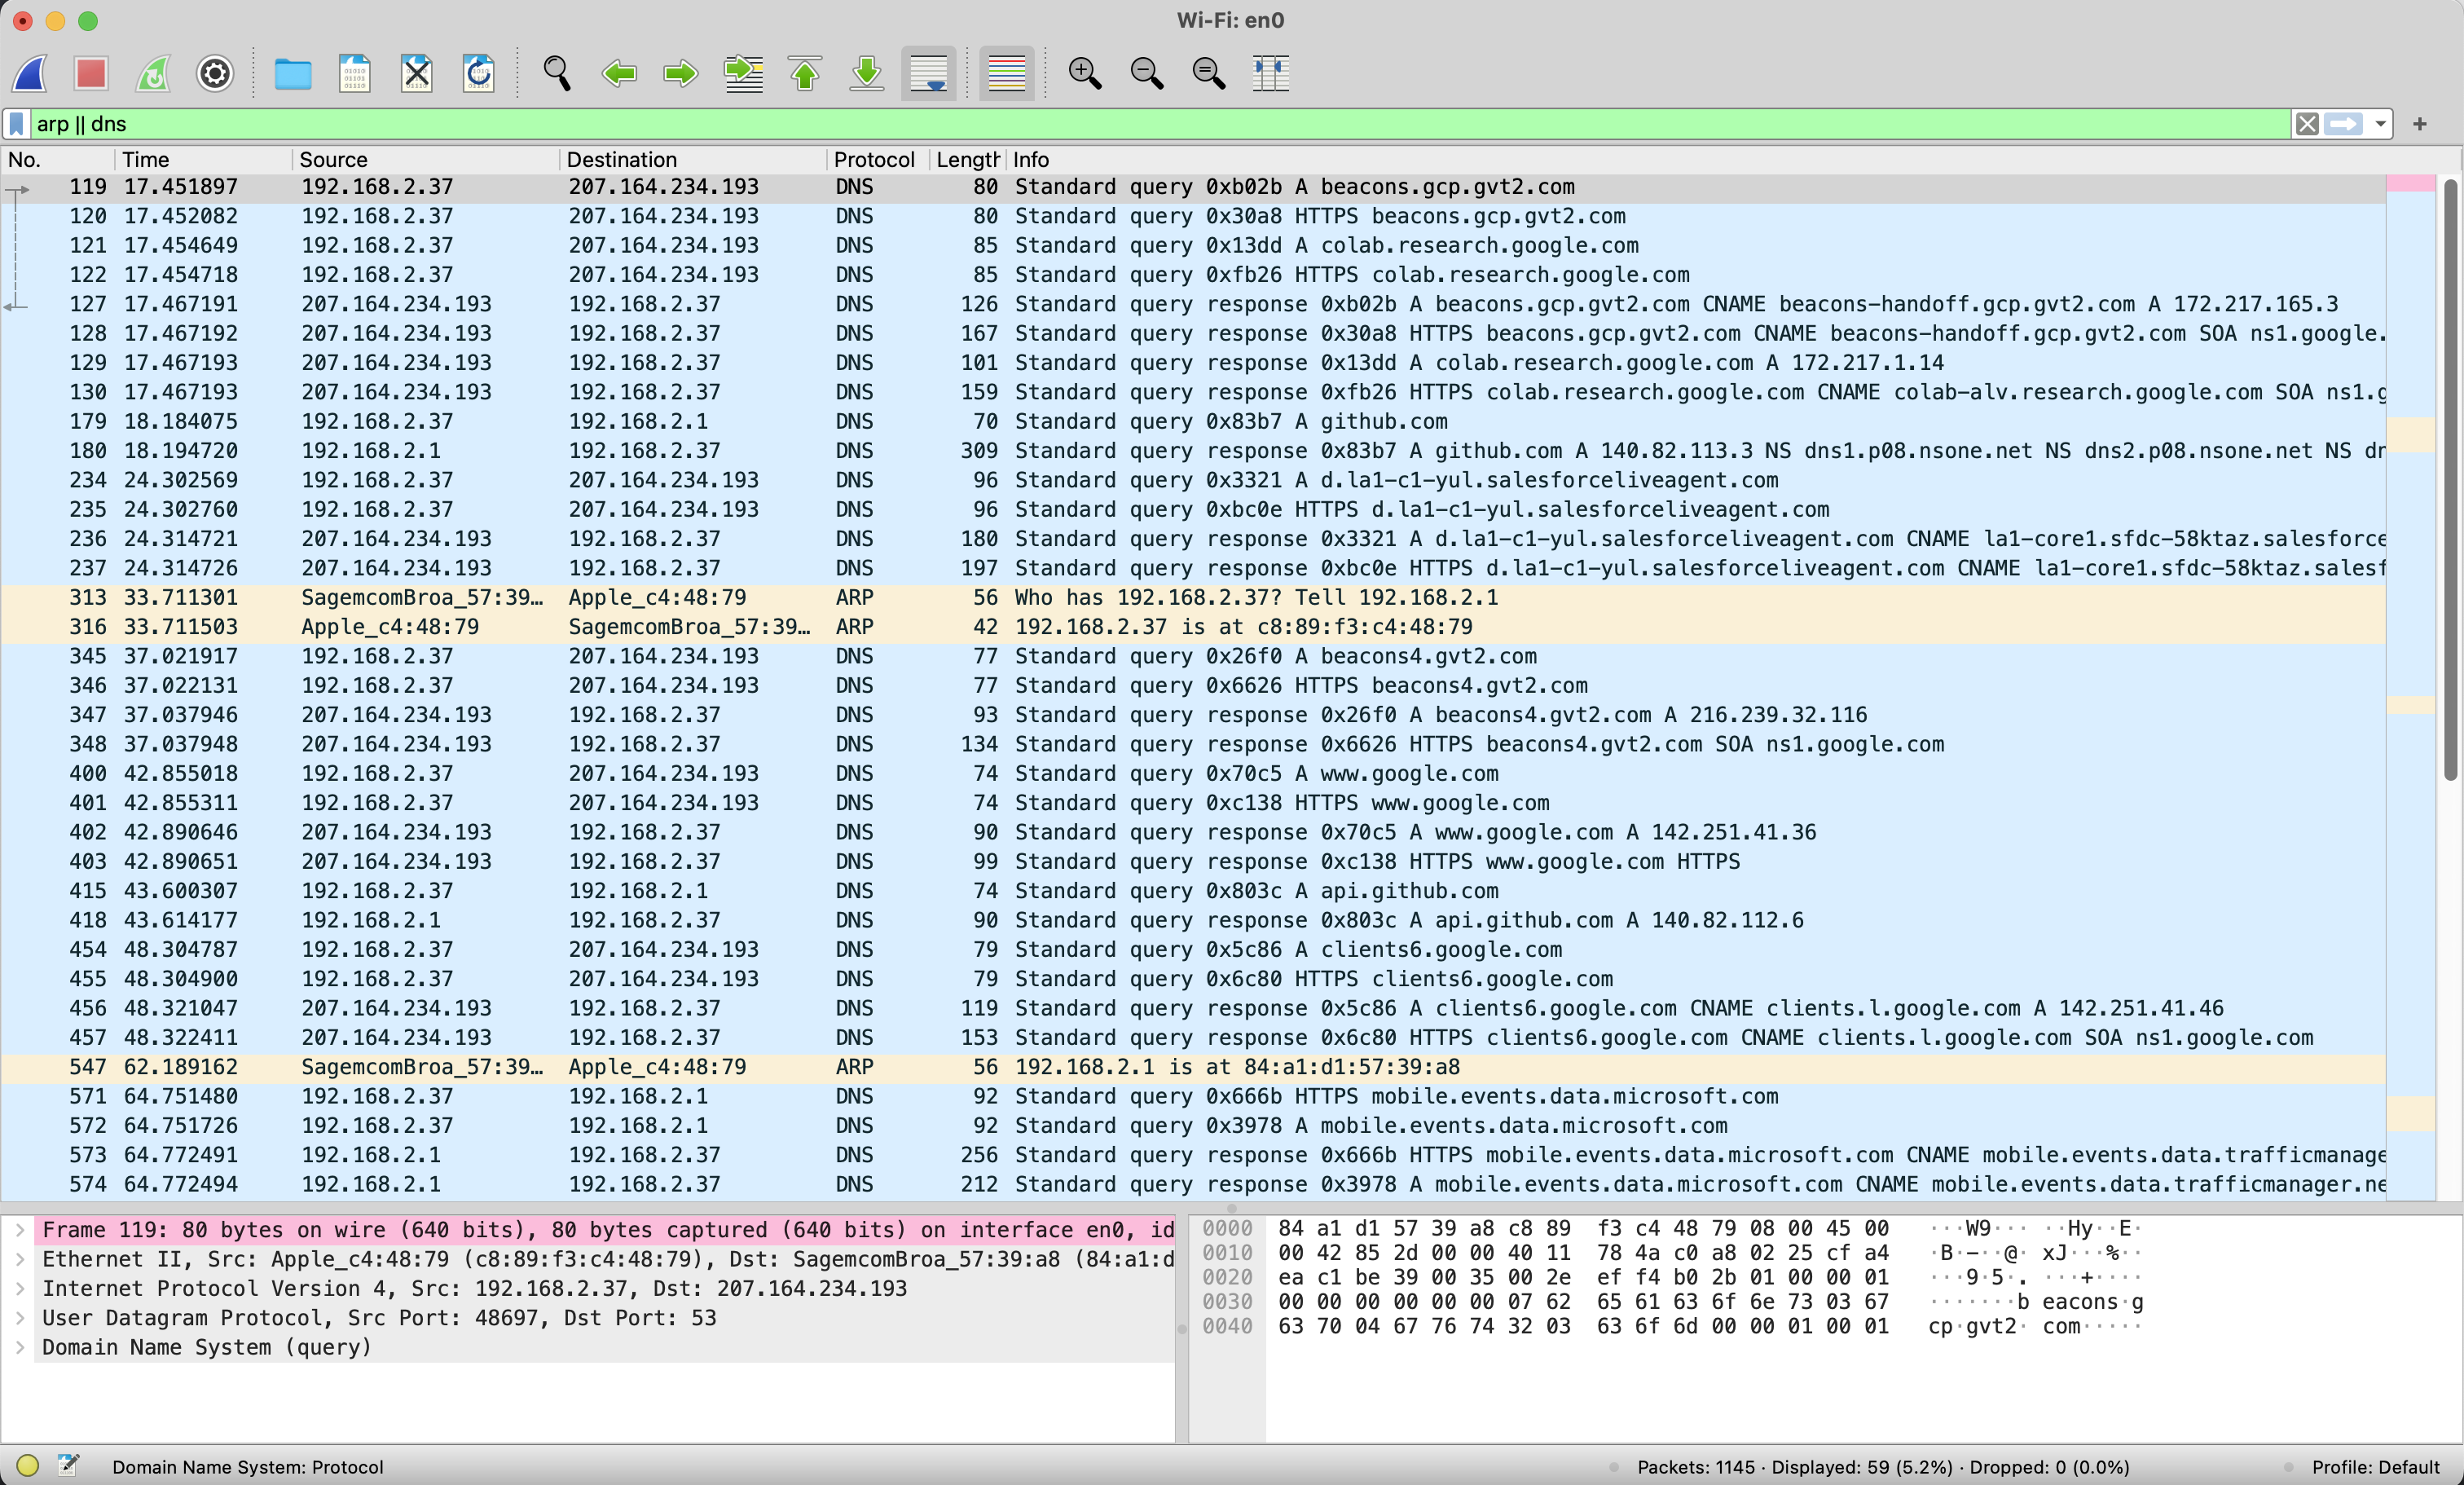 Wi-Fi: en0
arp || dns
No. Time Source Destination Protocol Length Info
119 17.451897 192.168.2.37 207.164.234.193 DNS 80 Standard query 0xb02b A beacons.gcp.gvt2.com
120 17.452082 192.168.2.37 207.164.234.193 DNS 80 Standard query 0x30a8 HTTPS beacons.gcp.gvt2.com
121 17.454649 192.168.2.37 207.164.234.193 DNS 85 Standard query 0x13dd A colab.research.google.com
122 17.454718 192.168.2.37 207.164.234.193 DNS 85 Standard query 0xfb26 HTTPS colab.research.google.com
127 17.467191 207.164.234.193 192.168.2.37 DNS 126 Standard query response 0xb02b A beacons.gcp.gvt2.com CNAME beacons-handoff.gcp.gvt2.com A 172.217.165.3
128 17.467192 207.164.234.193 192.168.2.37 DNS 167 Standard query response 0x30a8 HTTPS beacons.gcp.gvt2.com CNAME beacons-handoff.gcp.gvt2.com SOA ns1.google.
129 17.467193 207.164.234.193 192.168.2.37 DNS 101 Standard query response 0x13dd A colab.research.google.com A 172.217.1.14
130 17.467193 207.164.234.193 192.168.2.37 DNS 159 Standard query response 0xfb26 HTTPS colab.research.google.com CNAME colab-alv.research.google.com SOA ns1.g
179 18.184075 192.168.2.37 192.168.2.1 DNS 70 Standard query 0x83b7 A github.com
180 18.194720 192.168.2.1 192.168.2.37 DNS 309 Standard query response 0x83b7 A github.com A 140.82.113.3 NS dns1.p08.nsone.net NS dns2.p08.nsone.net NS dn
234 24.302569 192.168.2.37 207.164.234.193 DNS 96 Standard query 0x3321 A d.la1-c1-yul.salesforceliveagent.com
235 24.302760 192.168.2.37 207.164.234.193 DNS 96 Standard query 0xbc0e HTTPS d.la1-c1-yul.salesforceliveagent.com
236 24.314721 207.164.234.193 192.168.2.37 DNS 180 Standard query response 0x3321 A d.la1-c1-yul.salesforceliveagent.com CNAME la1-core1.sfdc-58ktaz.salesforce
237 24.314726 207.164.234.193 192.168.2.37 DNS 197 Standard query response 0xbc0e HTTPS d.la1-c1-yul.salesforceliveagent.com CNAME la1-core1.sfdc-58ktaz.salesf
313 33.711301 SagemcomBroa_57:39… Apple_c4:48:79 ARP 56 Who has 192.168.2.37? Tell 192.168.2.1
316 33.711503 Apple_c4:48:79 SagemcomBroa_57:39… ARP 42 192.168.2.37 is at c8:89:f3:c4:48:79
345 37.021917 192.168.2.37 207.164.234.193 DNS 77 Standard query 0x26f0 A beacons4.gvt2.com
346 37.022131 192.168.2.37 207.164.234.193 DNS 77 Standard query 0x6626 HTTPS beacons4.gvt2.com
347 37.037946 207.164.234.193 192.168.2.37 DNS 93 Standard query response 0x26f0 A beacons4.gvt2.com A 216.239.32.116
348 37.037948 207.164.234.193 192.168.2.37 DNS 134 Standard query response 0x6626 HTTPS beacons4.gvt2.com SOA ns1.google.com
400 42.855018 192.168.2.37 207.164.234.193 DNS 74 Standard query 0x70c5 A www.google.com
401 42.855311 192.168.2.37 207.164.234.193 DNS 74 Standard query 0xc138 HTTPS www.google.com
402 42.890646 207.164.234.193 192.168.2.37 DNS 90 Standard query response 0x70c5 A www.google.com A 142.251.41.36
403 42.890651 207.164.234.193 192.168.2.37 DNS 99 Standard query response 0xc138 HTTPS www.google.com HTTPS
415 43.600307 192.168.2.37 192.168.2.1 DNS 74 Standard query 0x803c A api.github.com
418 43.614177 192.168.2.1 192.168.2.37 DNS 90 Standard query response 0x803c A api.github.com A 140.82.112.6
454 48.304787 192.168.2.37 207.164.234.193 DNS 79 Standard query 0x5c86 A clients6.google.com
455 48.304900 192.168.2.37 207.164.234.193 DNS 79 Standard query 0x6c80 HTTPS clients6.google.com
456 48.321047 207.164.234.193 192.168.2.37 DNS 119 Standard query response 0x5c86 A clients6.google.com CNAME clients.l.google.com A 142.251.41.46
457 48.322411 207.164.234.193 192.168.2.37 DNS 153 Standard query response 0x6c80 HTTPS clients6.google.com CNAME clients.l.google.com SOA ns1.google.com
547 62.189162 SagemcomBroa_57:39… Apple_c4:48:79 ARP 56 192.168.2.1 is at 84:a1:d1:57:39:a8
571 64.751480 192.168.2.37 192.168.2.1 DNS 92 Standard query 0x666b HTTPS mobile.events.data.microsoft.com
572 64.751726 192.168.2.37 192.168.2.1 DNS 92 Standard query 0x3978 A mobile.events.data.microsoft.com
573 64.772491 192.168.2.1 192.168.2.37 DNS 256 Standard query response 0x666b HTTPS mobile.events.data.microsoft.com CNAME mobile.events.data.trafficmanage
574 64.772494 192.168.2.1 192.168.2.37 DNS 212 Standard query response 0x3978 A mobile.events.data.microsoft.com CNAME mobile.events.data.trafficmanager.ne
Frame 119: 80 bytes on wire (640 bits), 80 bytes captured (640 bits) on interface en0, id
Ethernet II, Src: Apple_c4:48:79 (c8:89:f3:c4:48:79), Dst: SagemcomBroa_57:39:a8 (84:a1:d
Internet Protocol Version 4, Src: 192.168.2.37, Dst: 207.164.234.193
User Datagram Protocol, Src Port: 48697, Dst Port: 53
Domain Name System (query)
0000 84 a1 d1 57 39 a8 c8 89 f3 c4 48 79 08 00 45 00 ···W9··· ··Hy··E·
0010 00 42 85 2d 00 00 40 11 78 4a c0 a8 02 25 cf a4 ·B·-··@· xJ···%··
0020 ea c1 be 39 00 35 00 2e ef f4 b0 2b 01 00 00 01 ···9·5·. ···+····
0030 00 00 00 00 00 00 07 62 65 61 63 6f 6e 73 03 67 ·······b eacons·g
0040 63 70 04 67 76 74 32 03 63 6f 6d 00 00 01 00 01 cp·gvt2· com·····
Domain Name System: Protocol
Packets: 1145 · Displayed: 59 (5.2%) · Dropped: 0 (0.0%)
Profile: Default